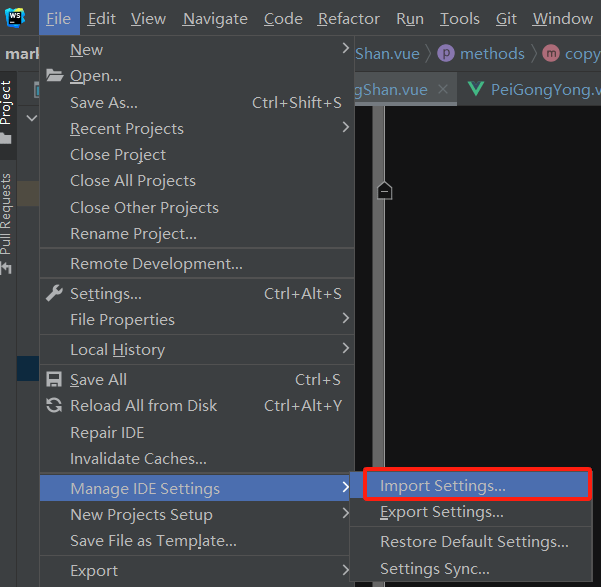 WS File Edit View Navigate Code Refactor Run Tools Git Window
mark Shan.vue p methods m copy
gShan.vue PeiGongYong.v
Project
Pull Requests
New
Open...
Save As... Ctrl+Shift+S
Recent Projects
Close Project
Close All Projects
Close Other Projects
Rename Project...
Remote Development...
Settings... Ctrl+Alt+S
File Properties
Local History
Save All Ctrl+S
Reload All from Disk Ctrl+Alt+Y
Repair IDE
Invalidate Caches...
Manage IDE Settings
New Projects Setup
Save File as Template...
Export
Import Settings...
Export Settings...
Restore Default Settings...
Settings Sync...